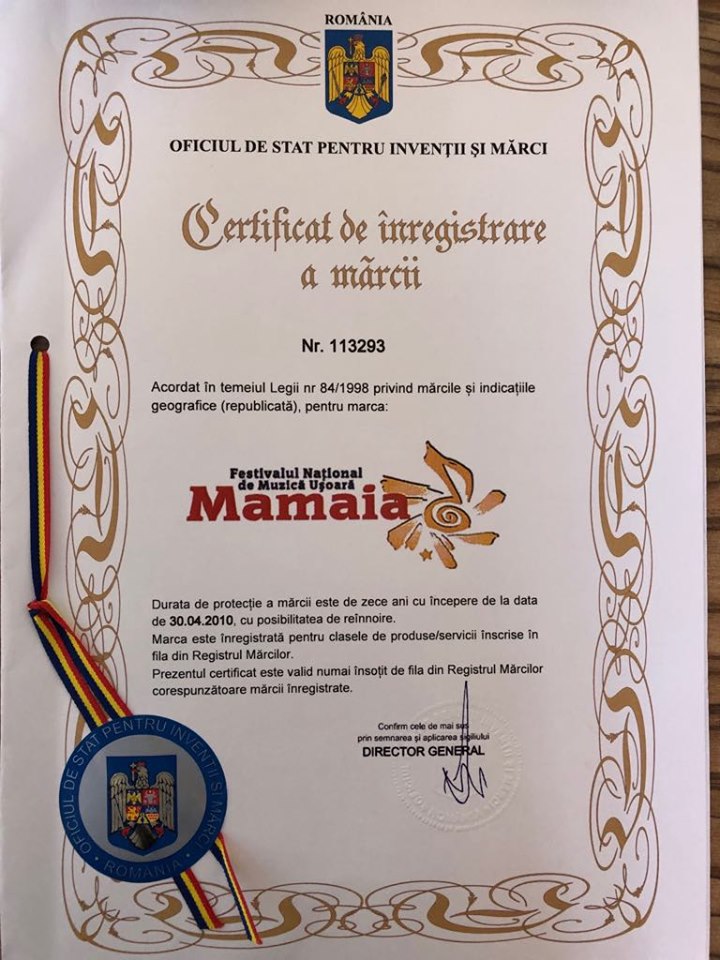 ROMÂNIA
OFICIUL DE STAT PENTRU INVENȚII ȘI MĂRCI
Certificat de înregistrare
a mărcii
Nr. 113293
Acordat în temeiul Legii nr 84/1998 privind mărcile și indicațiile
geografice (republicată), pentru marca:
Festivalul Național
de Muzică Ușoară
Mamaia
Durata de protecție a mărcii este de zece ani cu începere de la data
de 30.04.2010, cu posibilitatea de reînnoire.
Marca este înregistrată pentru clasele de produse/servicii înscrise în
fila din Registrul Mărcilor.
Prezentul certificat este valid numai însoțit de fila din Registrul Mărcilor
corespunzătoare mărcii înregistrate.
Confirm cele de mai sus
prin semnarea și aplicarea sigiliului
DIRECTOR GENERAL
OFICIUL DE STAT PENTRU INVENȚII ȘI MĂRCI
• ROMÂNIA •